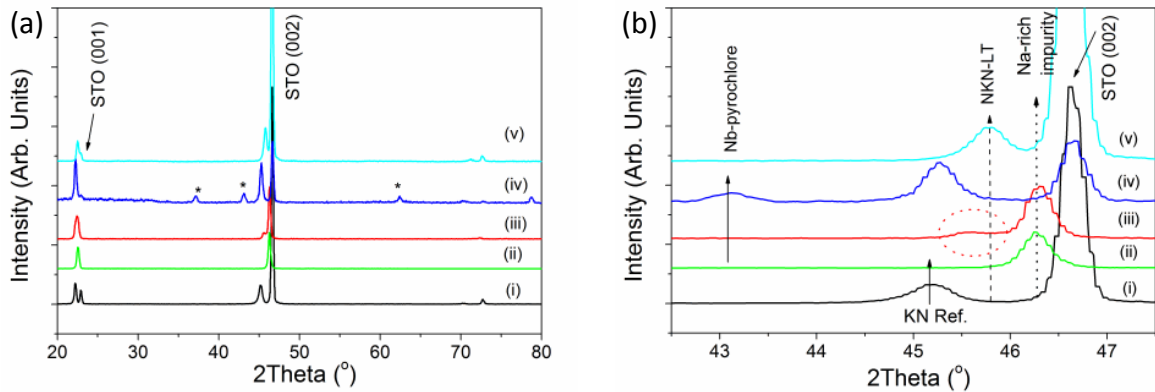 (a)
Intensity (Arb. Units)
STO (001)
STO (002)
(v)
* * *
(iv)
(iii)
(ii)
(i)
20 30 40 50 60 70 80
2Theta (°)
(b)
Intensity (Arb. Units)
Nb-pyrochlore
NKN-LT
Na-rich
impurity
STO (002)
(v)
(iv)
(iii)
(ii)
(i)
KN Ref.
43 44 45 46 47
2Theta (°)